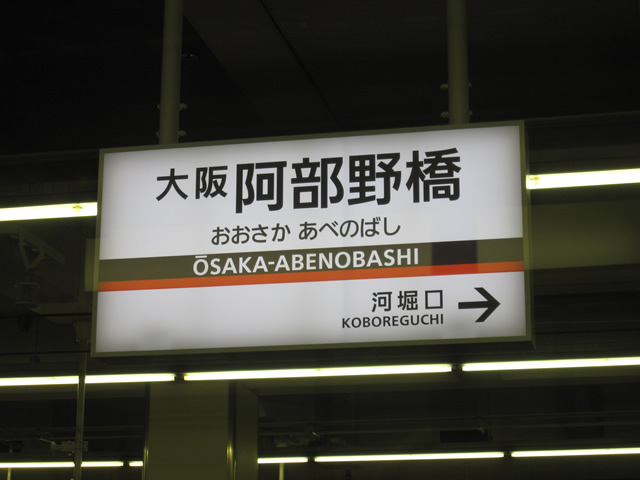 大阪阿部野橋
おおさか あべのばし
ŌSAKA-ABENOBASHI
河堀口 →
KOBOREGUCHI